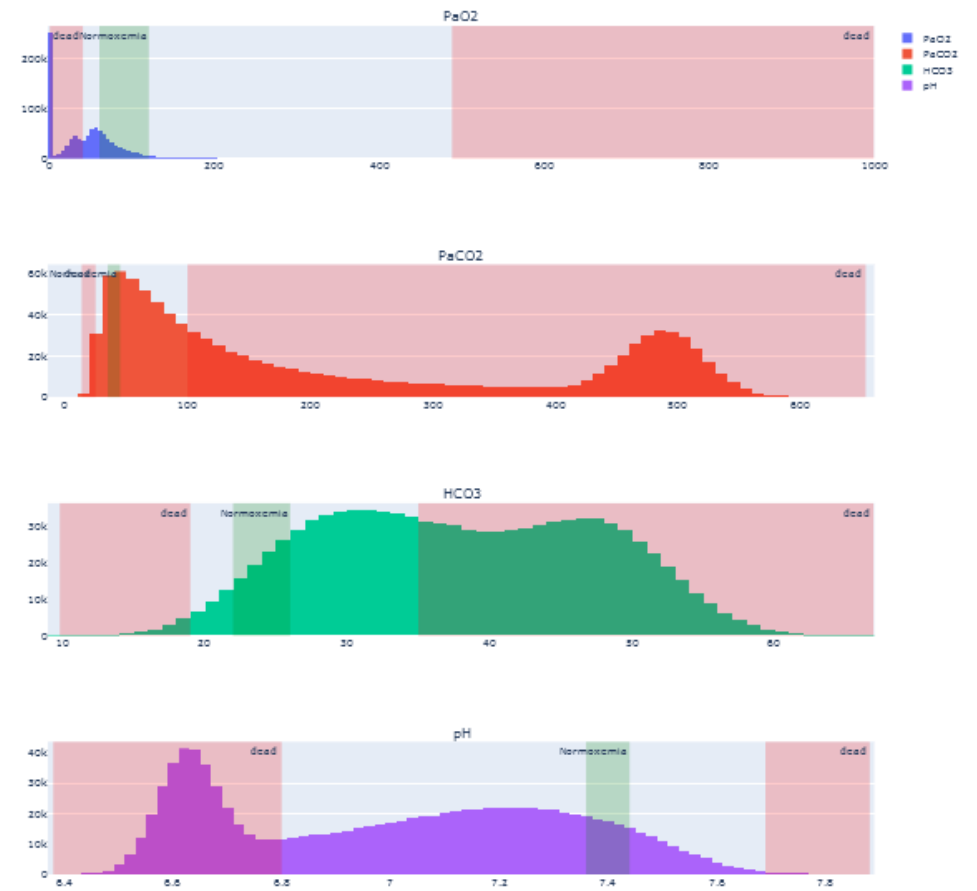 PaO2
dead Normoxemia dead
200k
100k
0
0 200 400 600 800 1000
PaO2
PaCO2
HCO3
pH
PaCO2
60k dead
40k
20k
0
0 100 200 300 400 500 600
HCO3
dead Normoxemia dead
30k
20k
10k
0
10 20 30 40 50 60
pH
dead Normoxemia dead
40k
30k
20k
10k
0
6.4 6.6 6.8 7 7.2 7.4 7.6 7.8